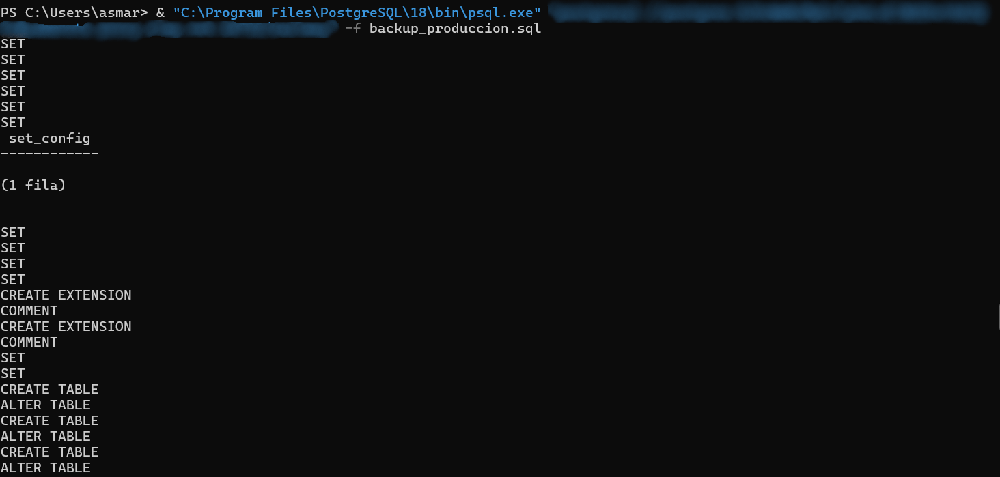 PS C:\Users\asmar> & "C:\Program Files\PostgreSQL\18\bin\psql.exe"
-f backup_produccion.sql
SET
SET
SET
SET
SET
SET
set_config
------------
(1 fila)
SET
SET
SET
SET
CREATE EXTENSION
COMMENT
CREATE EXTENSION
COMMENT
SET
SET
CREATE TABLE
ALTER TABLE
CREATE TABLE
ALTER TABLE
CREATE TABLE
ALTER TABLE